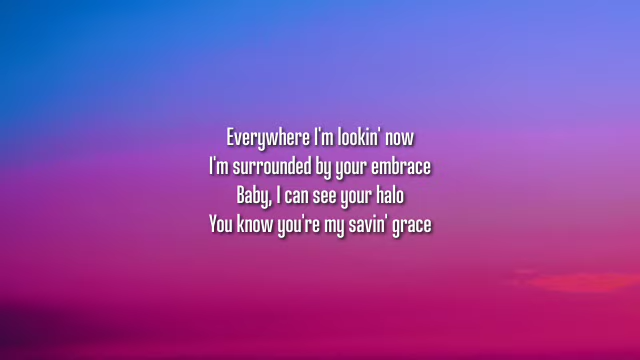 Everywhere I'm lookin' now
I'm surrounded by your embrace
Baby, I can see your halo
You know you're my savin' grace